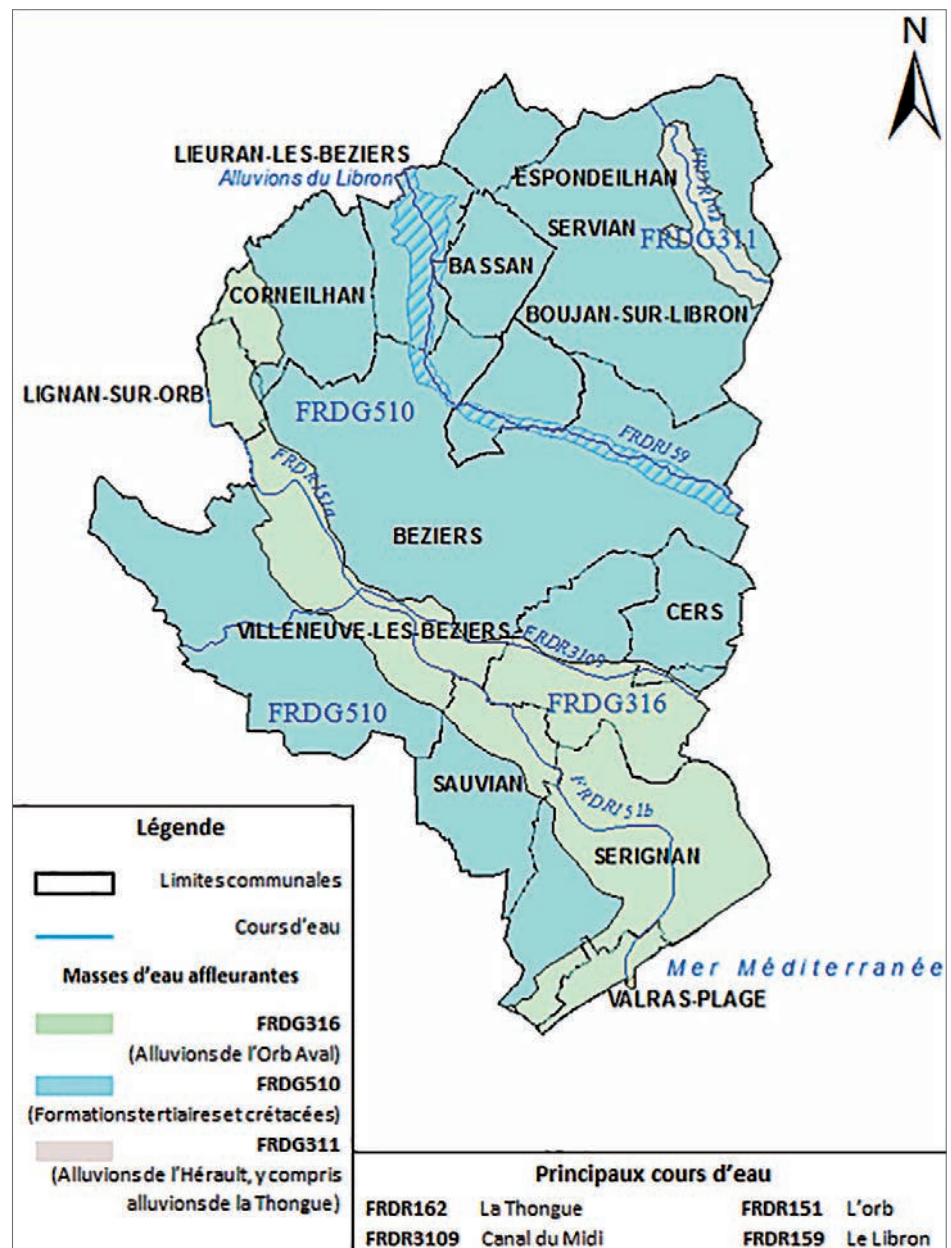 N
LIEURAN-LES-BEZIERS
Alluvions du Libron
ESPONDEILHAN
FRDR162
SERVIAN
FRDG311
BASSAN
CORNEILHAN
BOUJAN-SUR-LIBRON
LIGNAN-SUR-ORB
FRDG510
FRDR159
FRDR151a
BEZIERS
CERS
VILLENEUVE-LES-BEZIERS
FRDR3109
FRDG510
FRDG316
SAUVIAN
FRDR151b
SERIGNAN
Mer Méditerranée
VALRAS-PLAGE
Légende
Limites communales
Cours d'eau
Masses d'eau affleurantes
FRDG316
(Alluvions de l'Orb Aval)
FRDG510
(Formations tertiaires et crétacées)
FRDG311
(Alluvions de l'Hérault, y compris
alluvions de la Thongue)
Principaux cours d'eau
FRDR162 La Thongue FRDR151 L'orb
FRDR3109 Canal du Midi FRDR159 Le Libron